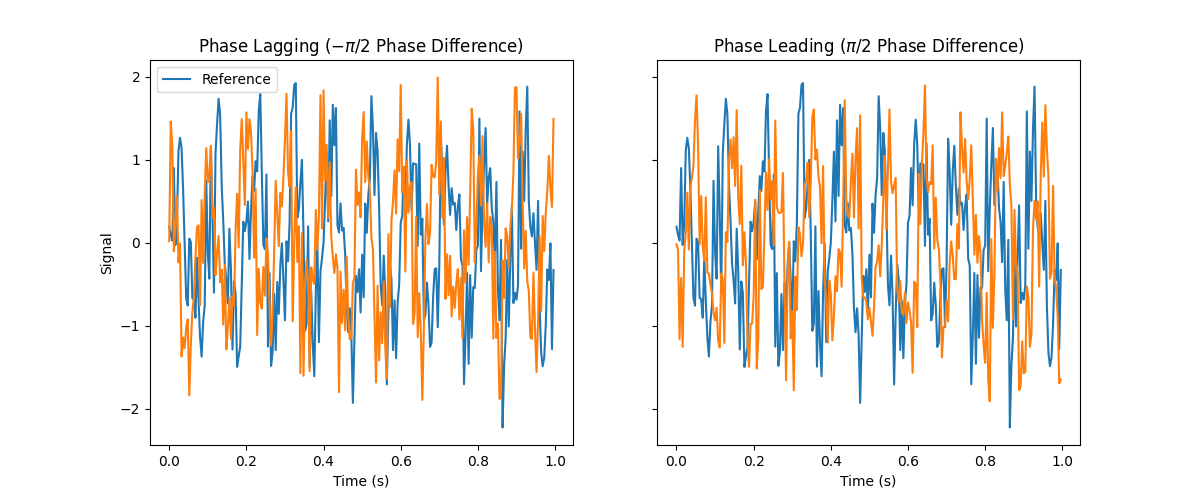 Phase Lagging (−π/2 Phase Difference)
Phase Leading (π/2 Phase Difference)
Reference
Signal
2
1
0
−1
−2
0.0 0.2 0.4 0.6 0.8 1.0
0.0 0.2 0.4 0.6 0.8 1.0
Time (s)
Time (s)